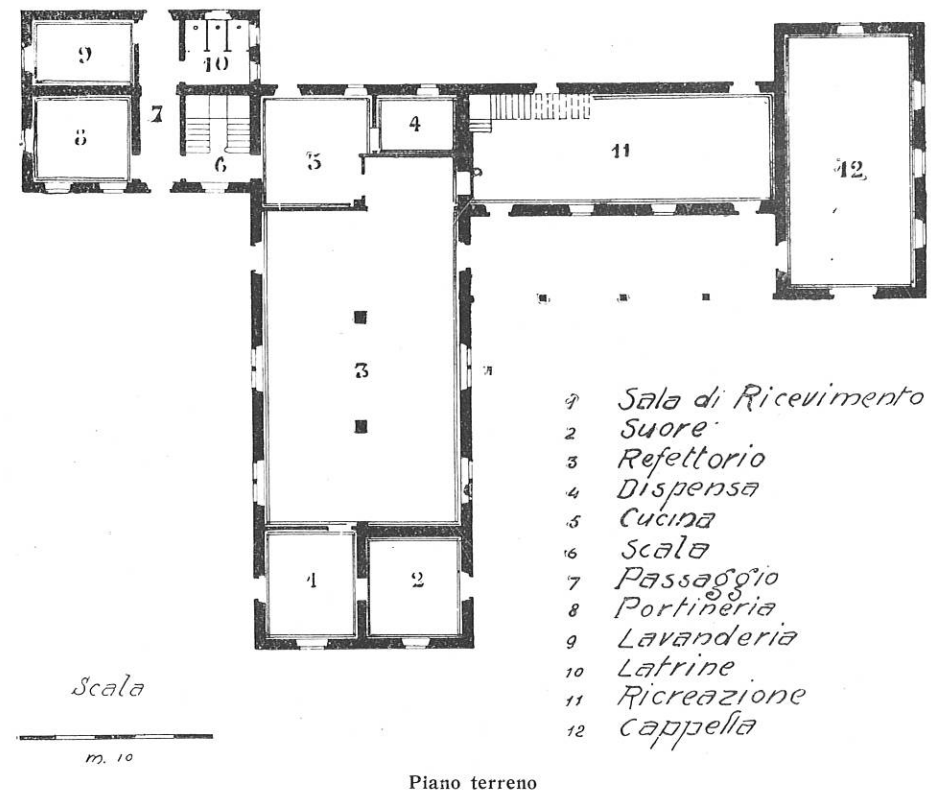 9
10
7
8
6
5
4
11
12
3
1
2
1 Sala di Ricevimento
2 Suore
3 Refettorio
4 Dispensa
5 Cucina
6 Scala
7 Passaggio
8 Portineria
9 Lavanderia
10 Latrine
11 Ricreazione
12 Cappella
Scala
m. 10
Piano terreno